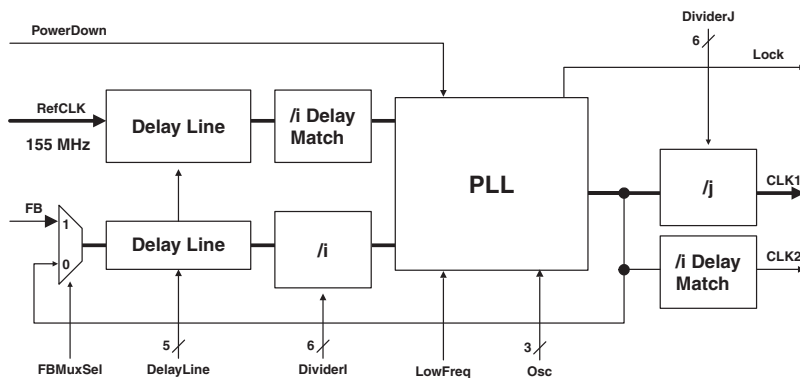 DividerJ
PowerDown
6
Lock
RefCLK
155 MHz
Delay Line
/i Delay
Match
PLL
/j
CLK1
FB
1
0
Delay Line
/i
/i Delay
Match
CLK2
5
6
3
FBMuxSel
DelayLine
DividerI
LowFreq
Osc